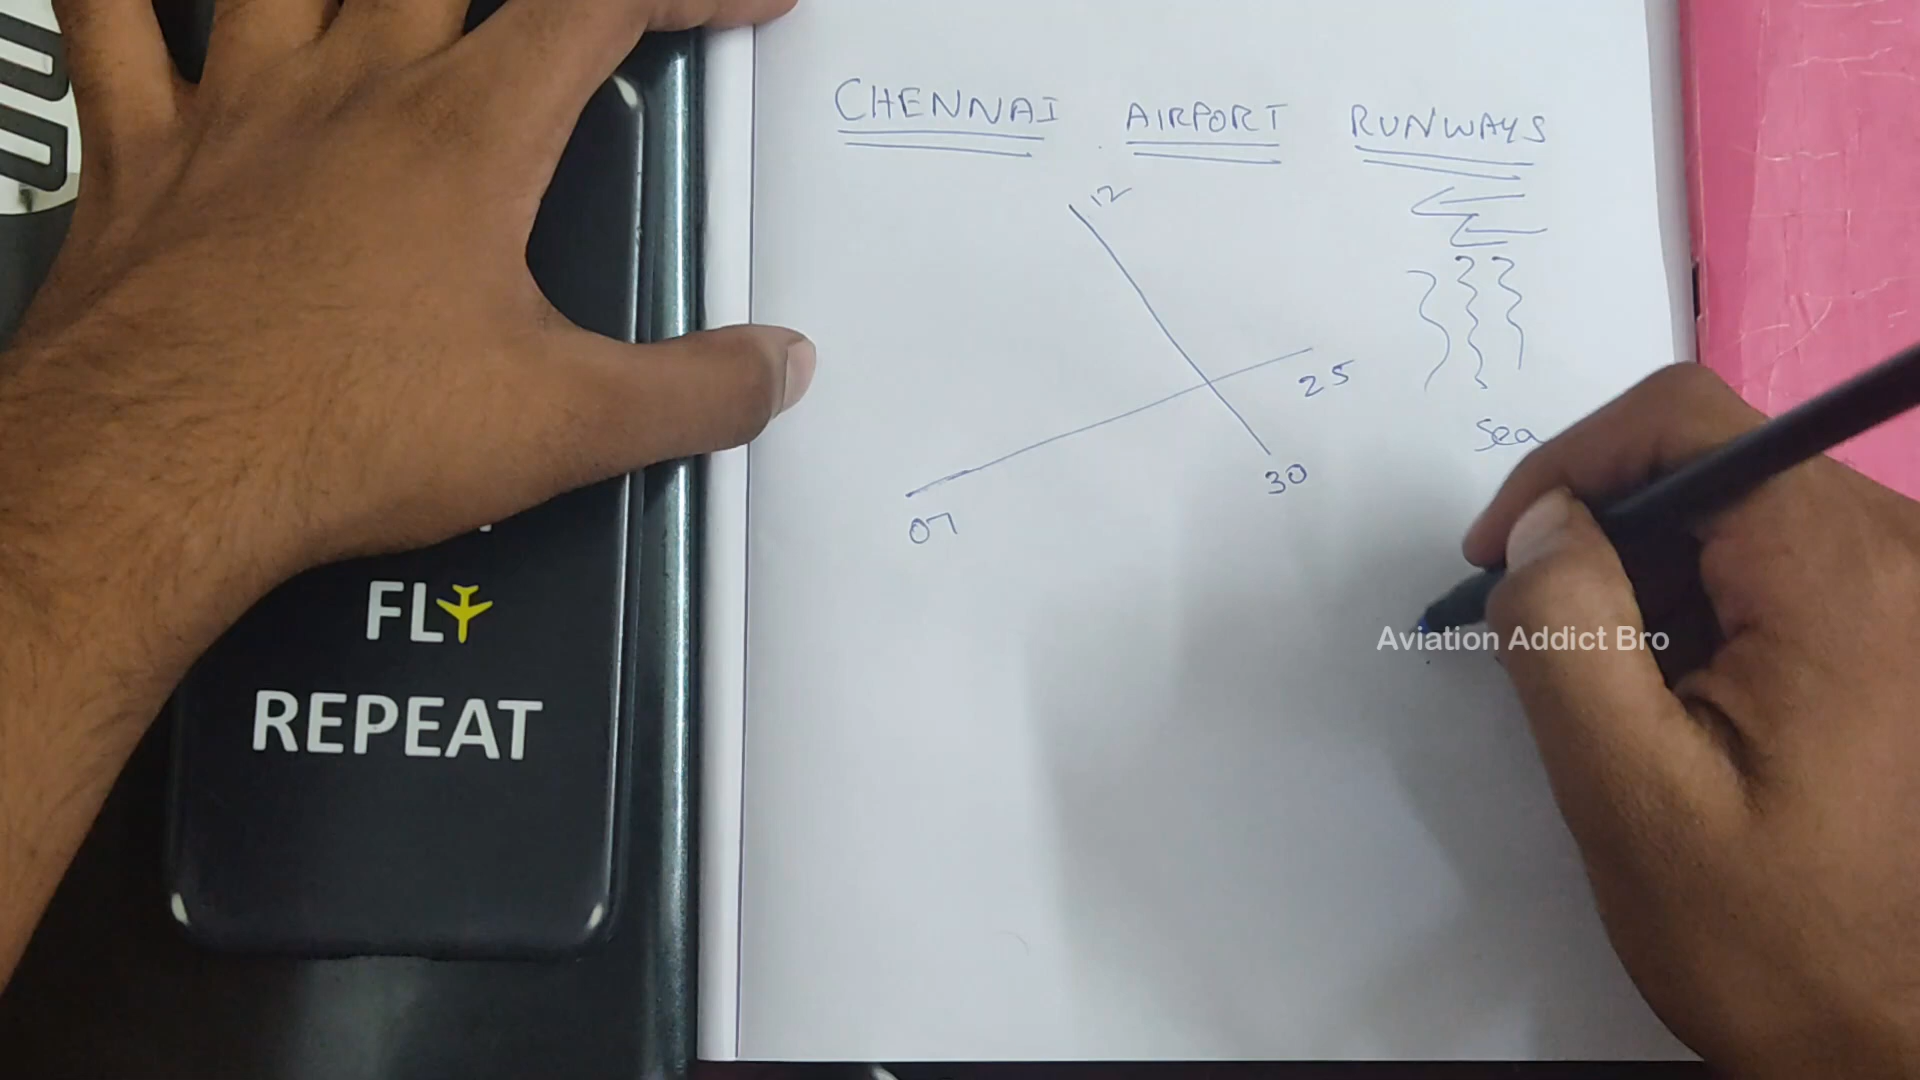 CHENNAI AIRPORT RUNWAYS
12
25
30
07
Sea
FLY
REPEAT
Aviation Addict Bro